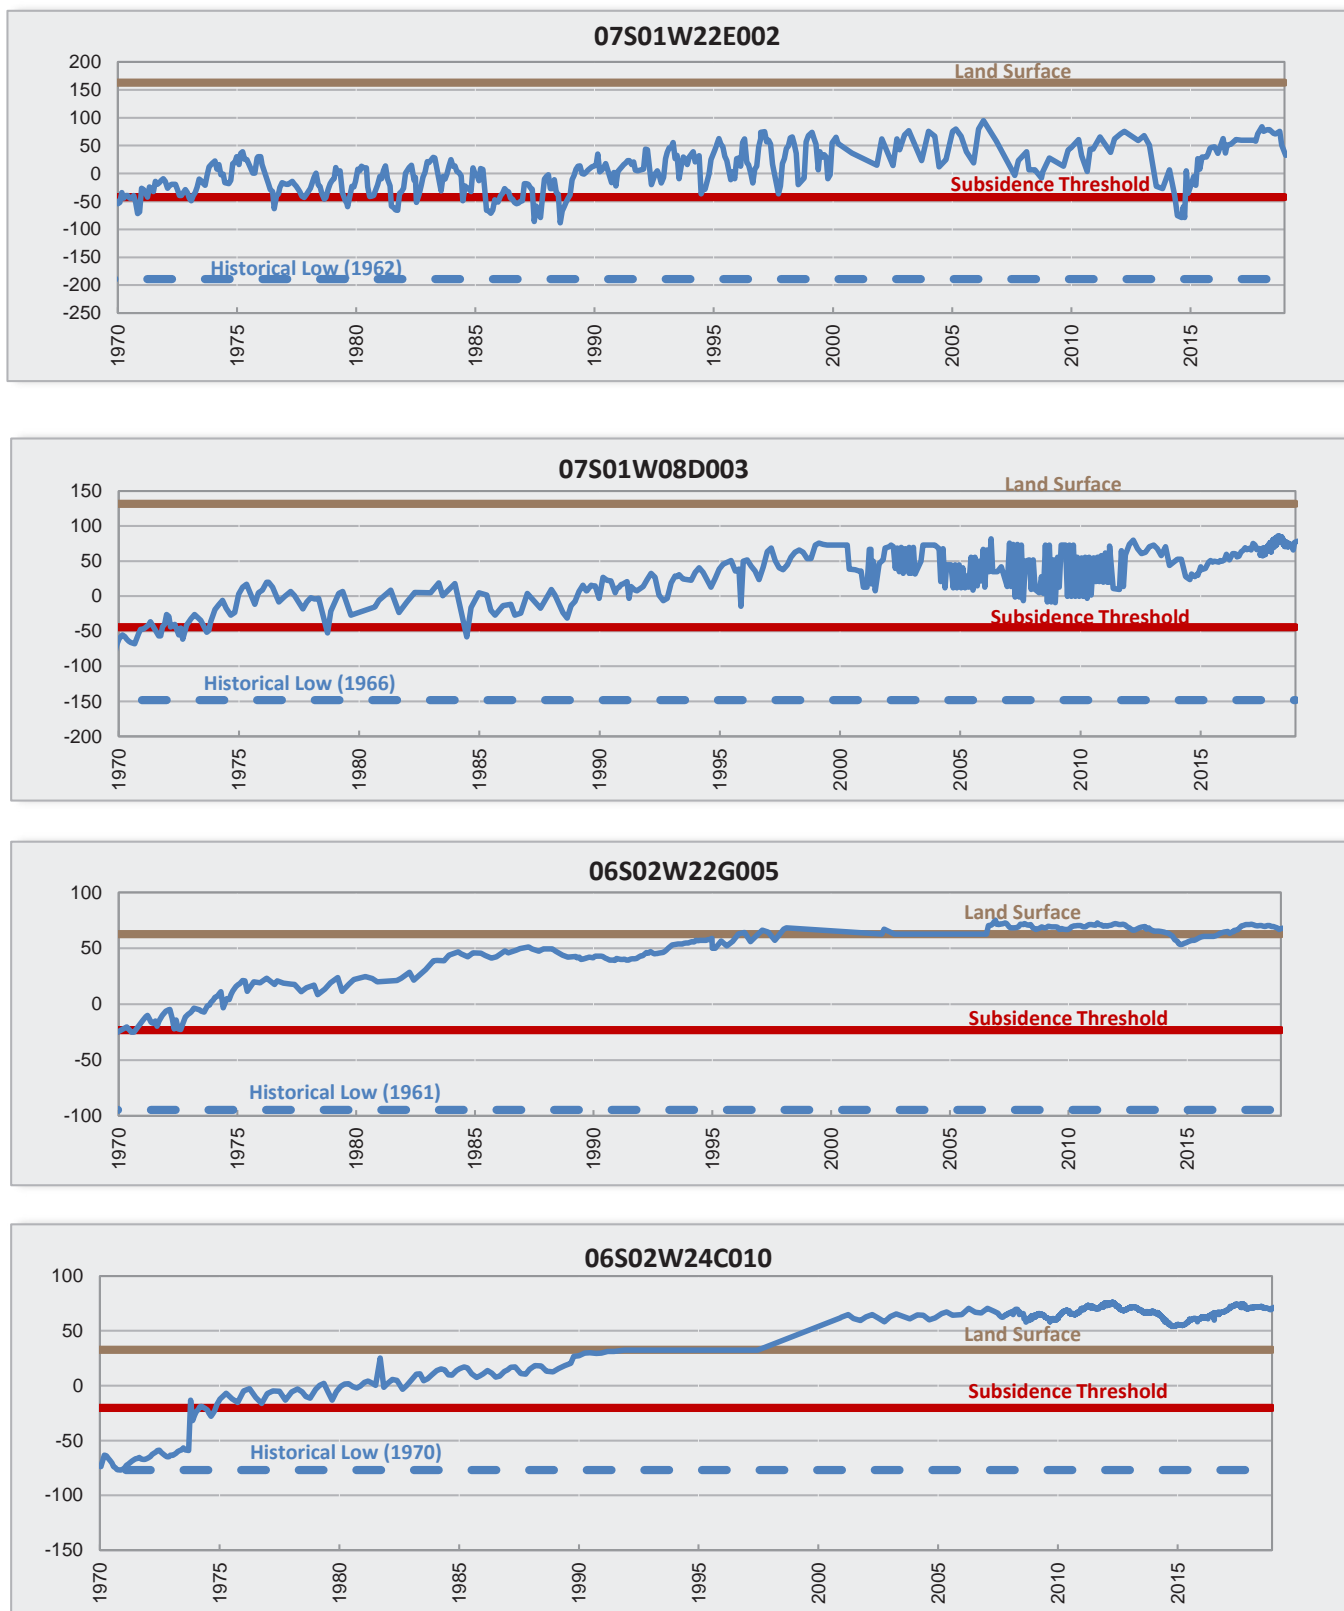 07S01W22E002
200
150
100
50
0
-50
-100
-150
-200
-250
Land Surface
Subsidence Threshold
Historical Low (1962)
1970 1975 1980 1985 1990 1995 2000 2005 2010 2015
07S01W08D003
150
100
50
0
-50
-100
-150
-200
Land Surface
Subsidence Threshold
Historical Low (1966)
1970 1975 1980 1985 1990 1995 2000 2005 2010 2015
06S02W22G005
100
50
0
-50
-100
Land Surface
Subsidence Threshold
Historical Low (1961)
1970 1975 1980 1985 1990 1995 2000 2005 2010 2015
06S02W24C010
100
50
0
-50
-100
-150
Land Surface
Subsidence Threshold
Historical Low (1970)
1970 1975 1980 1985 1990 1995 2000 2005 2010 2015